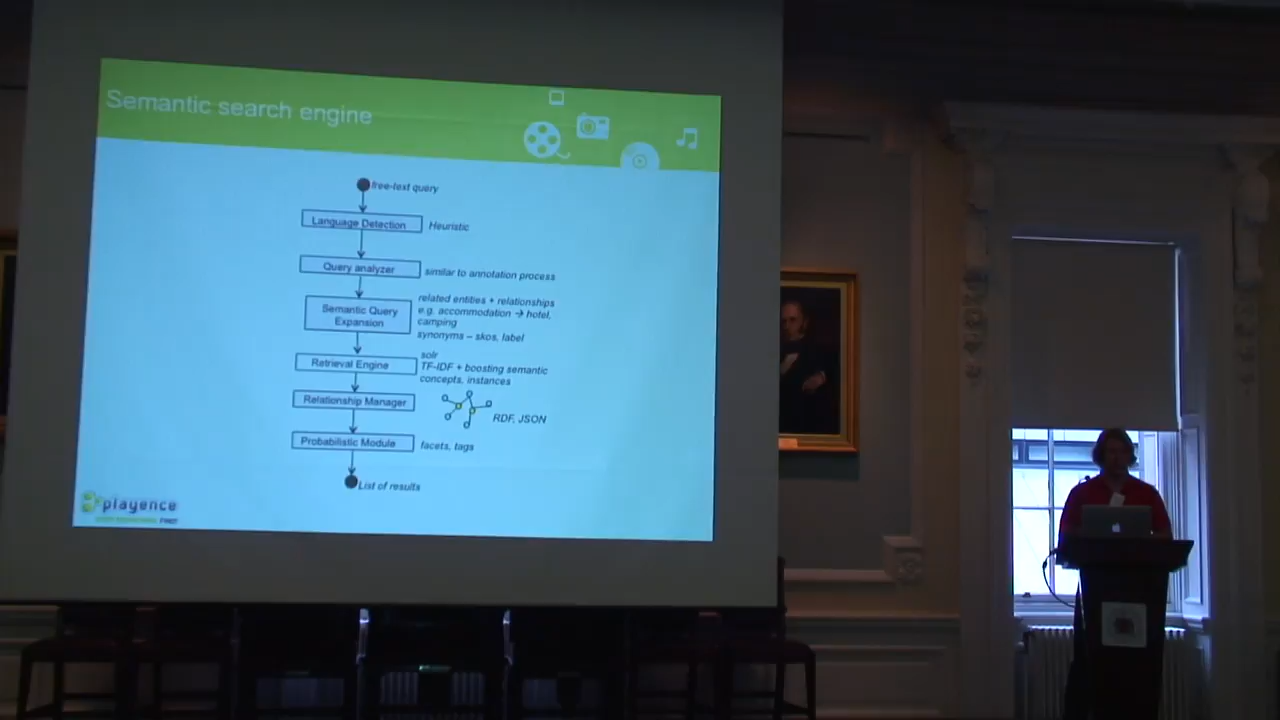 Semantic search engine
free-text query
Language Detection
Heuristic
Query analyzer
similar to annotation process
Semantic Query
Expansion
related entities + relationships
e.g. accommodation → hotel,
camping
synonyms – skos, label
Retrieval Engine
solr
TF-IDF + boosting semantic
concepts, instances
Relationship Manager
RDF, JSON
Probabilistic Module
facets, tags
List of results
playence